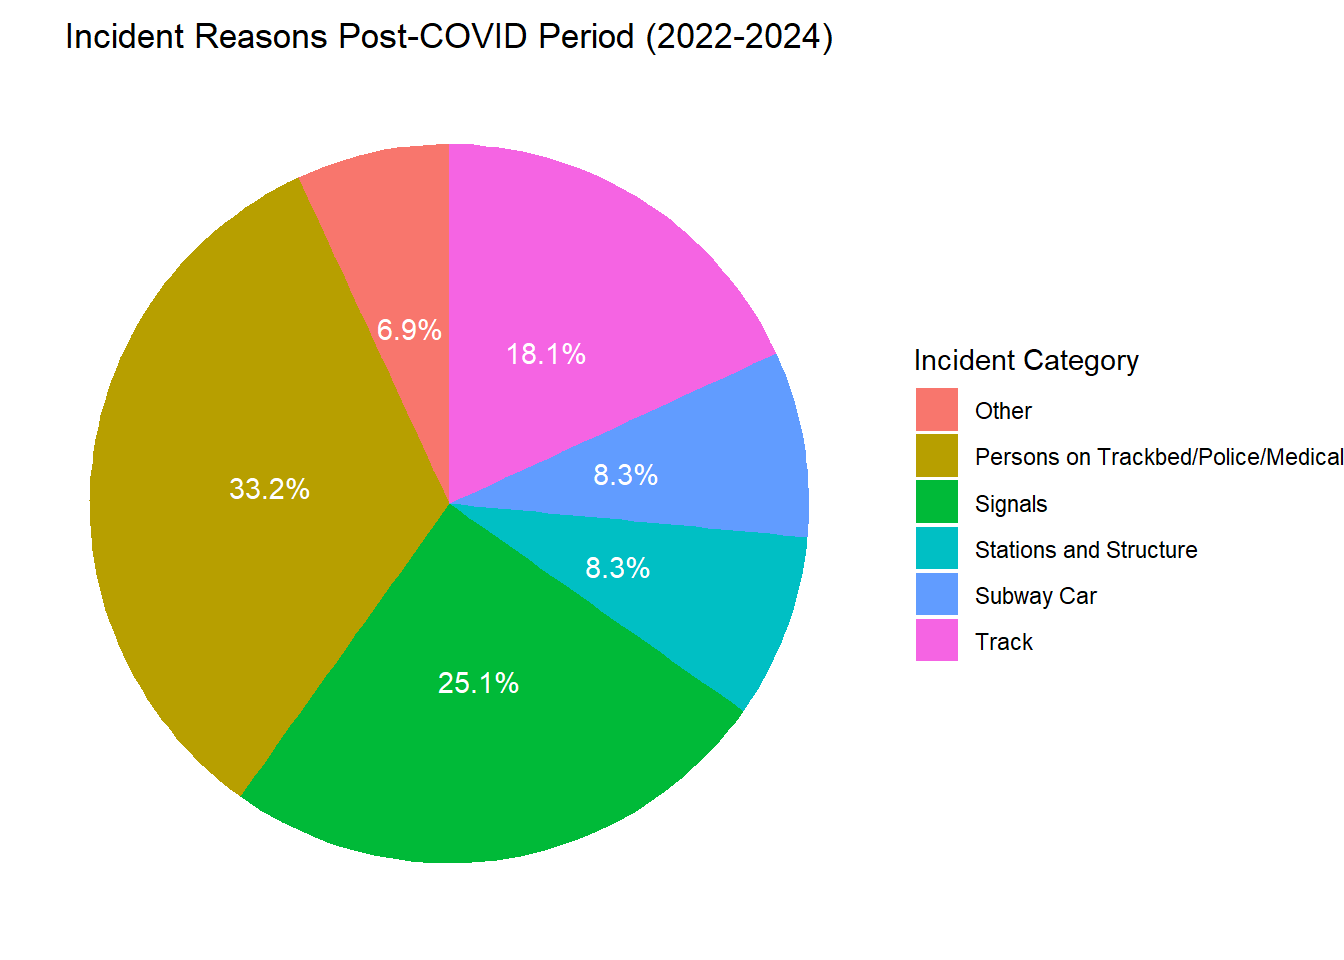 Incident Reasons Post-COVID Period (2022-2024)
6.9%
18.1%
33.2%
8.3%
8.3%
25.1%
Incident Category
Other
Persons on Trackbed/Police/Medical
Signals
Stations and Structure
Subway Car
Track